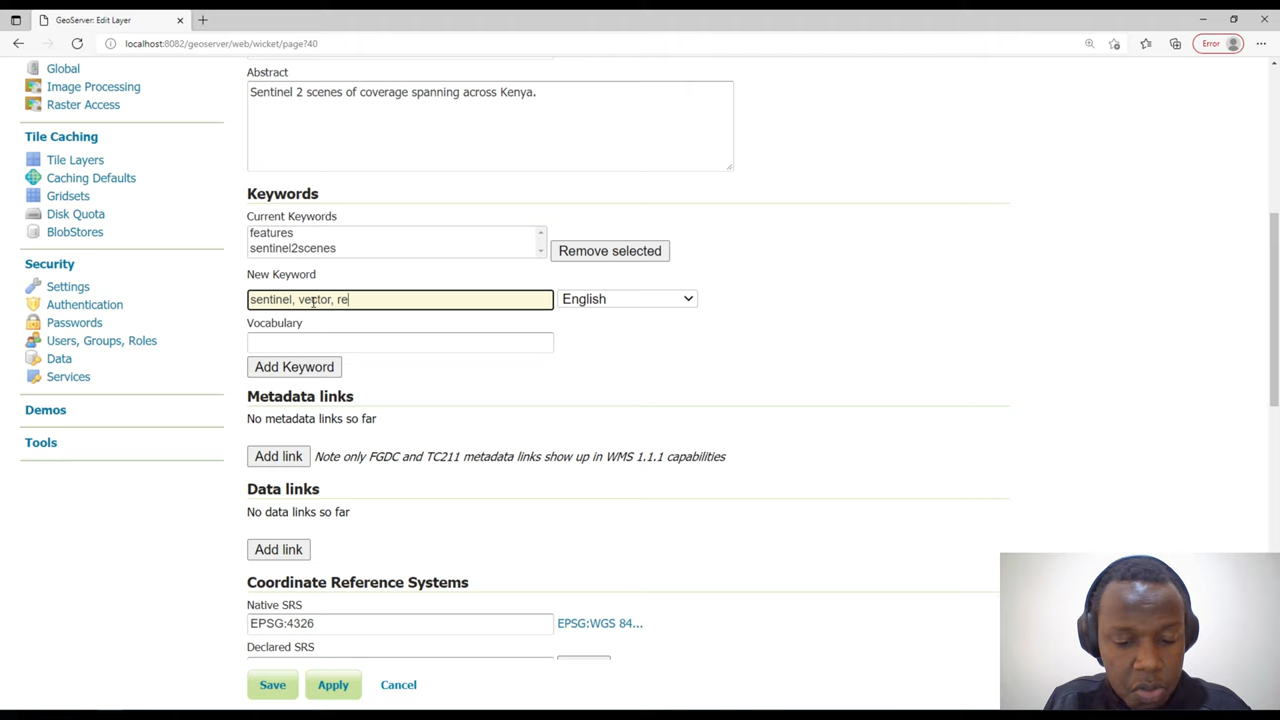 GeoServer: Edit Layer
localhost:8082/geoserver/web/wicket/page?40
Error
Global
Image Processing
Raster Access
Tile Caching
Tile Layers
Caching Defaults
Gridsets
Disk Quota
BlobStores
Security
Settings
Authentication
Passwords
Users, Groups, Roles
Data
Services
Demos
Tools
Abstract
Sentinel 2 scenes of coverage spanning across Kenya.
Keywords
Current Keywords
features
sentinel2scenes
Remove selected
New Keyword
sentinel, vector, re
English
Vocabulary
Add Keyword
Metadata links
No metadata links so far
Add link Note only FGDC and TC211 metadata links show up in WMS 1.1.1 capabilities
Data links
No data links so far
Add link
Coordinate Reference Systems
Native SRS
EPSG:4326 EPSG:WGS 84...
Declared SRS
Save Apply Cancel